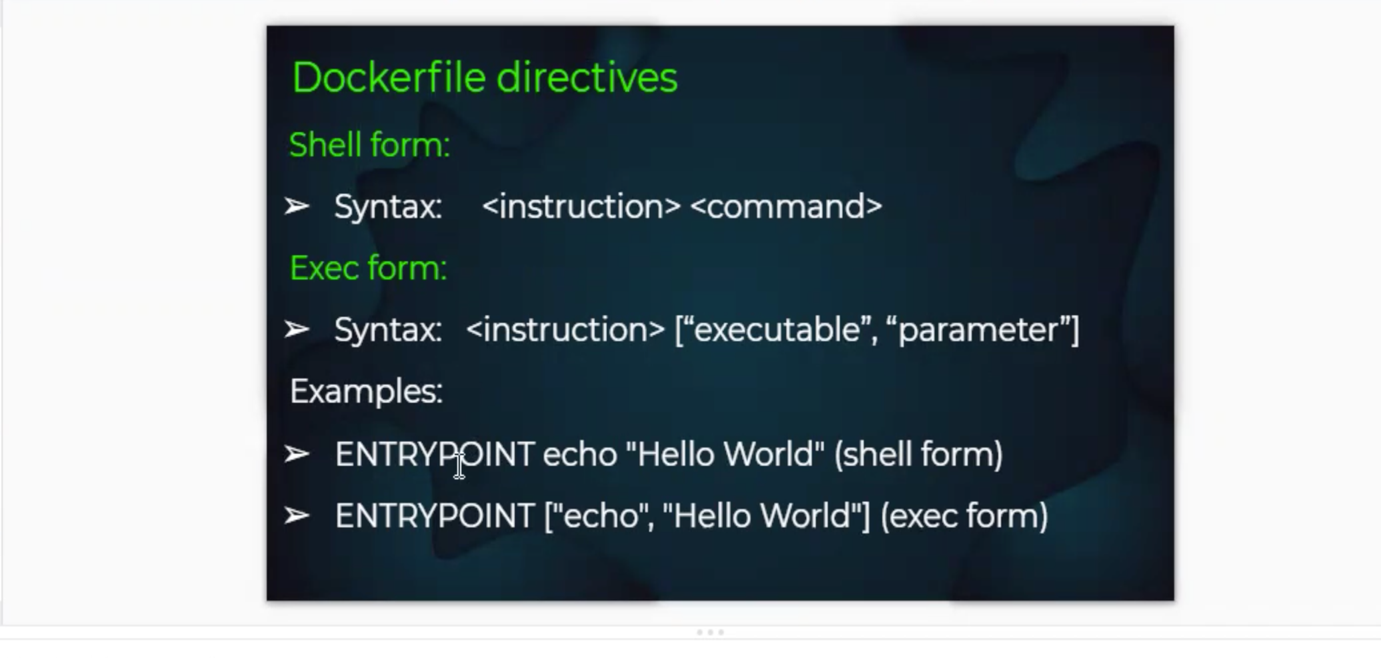 Dockerfile directives
Shell form:
➢ Syntax: <instruction> <command>
Exec form:
➢ Syntax: <instruction> [“executable”, “parameter”]
Examples:
➢ ENTRYPOINT echo "Hello World" (shell form)
➢ ENTRYPOINT ["echo", "Hello World"] (exec form)